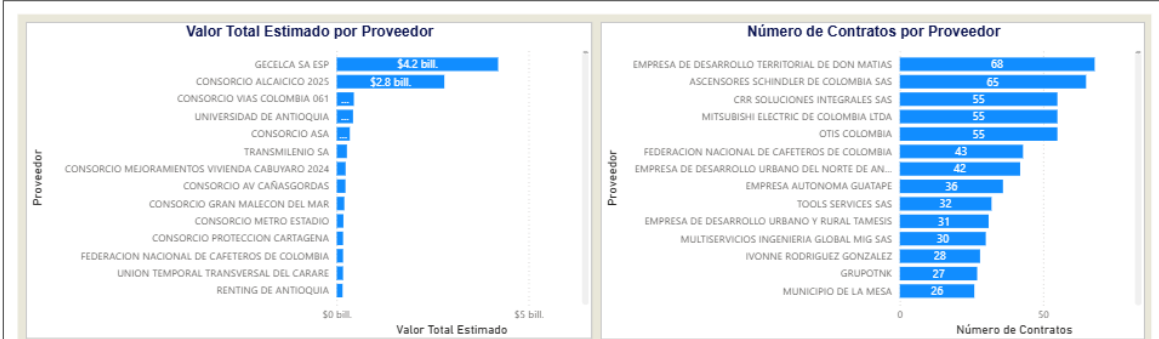 Valor Total Estimado por Proveedor
Proveedor
GECELCA SA ESP $4.2 bill.
CONSORCIO ALCAICICO 2025 $2.8 bill.
CONSORCIO VIAS COLOMBIA 061 ...
UNIVERSIDAD DE ANTIOQUIA ...
CONSORCIO ASA ...
TRANSMILENIO SA
CONSORCIO MEJORAMIENTOS VIVIENDA CABUYARO 2024
CONSORCIO AV CAÑASGORDAS
CONSORCIO GRAN MALECON DEL MAR
CONSORCIO METRO ESTADIO
CONSORCIO PROTECCION CARTAGENA
FEDERACION NACIONAL DE CAFETEROS DE COLOMBIA
UNION TEMPORAL TRANSVERSAL DEL CARARE
RENTING DE ANTIOQUIA
$0 bill. $5 bill.
Valor Total Estimado
Número de Contratos por Proveedor
Proveedor
EMPRESA DE DESARROLLO TERRITORIAL DE DON MATIAS 68
ASCENSORES SCHINDLER DE COLOMBIA SAS 65
CRR SOLUCIONES INTEGRALES SAS 55
MITSUBISHI ELECTRIC DE COLOMBIA LTDA 55
OTIS COLOMBIA 55
FEDERACION NACIONAL DE CAFETEROS DE COLOMBIA 43
EMPRESA DE DESARROLLO URBANO DEL NORTE DE AN... 42
EMPRESA AUTONOMA GUATAPE 36
TOOLS SERVICES SAS 32
EMPRESA DE DESARROLLO URBANO Y RURAL TAMESIS 31
MULTISERVICIOS INGENIERIA GLOBAL MIG SAS 30
IVONNE RODRIGUEZ GONZALEZ 28
GRUPOTNK 27
MUNICIPIO DE LA MESA 26
0 50
Número de Contratos